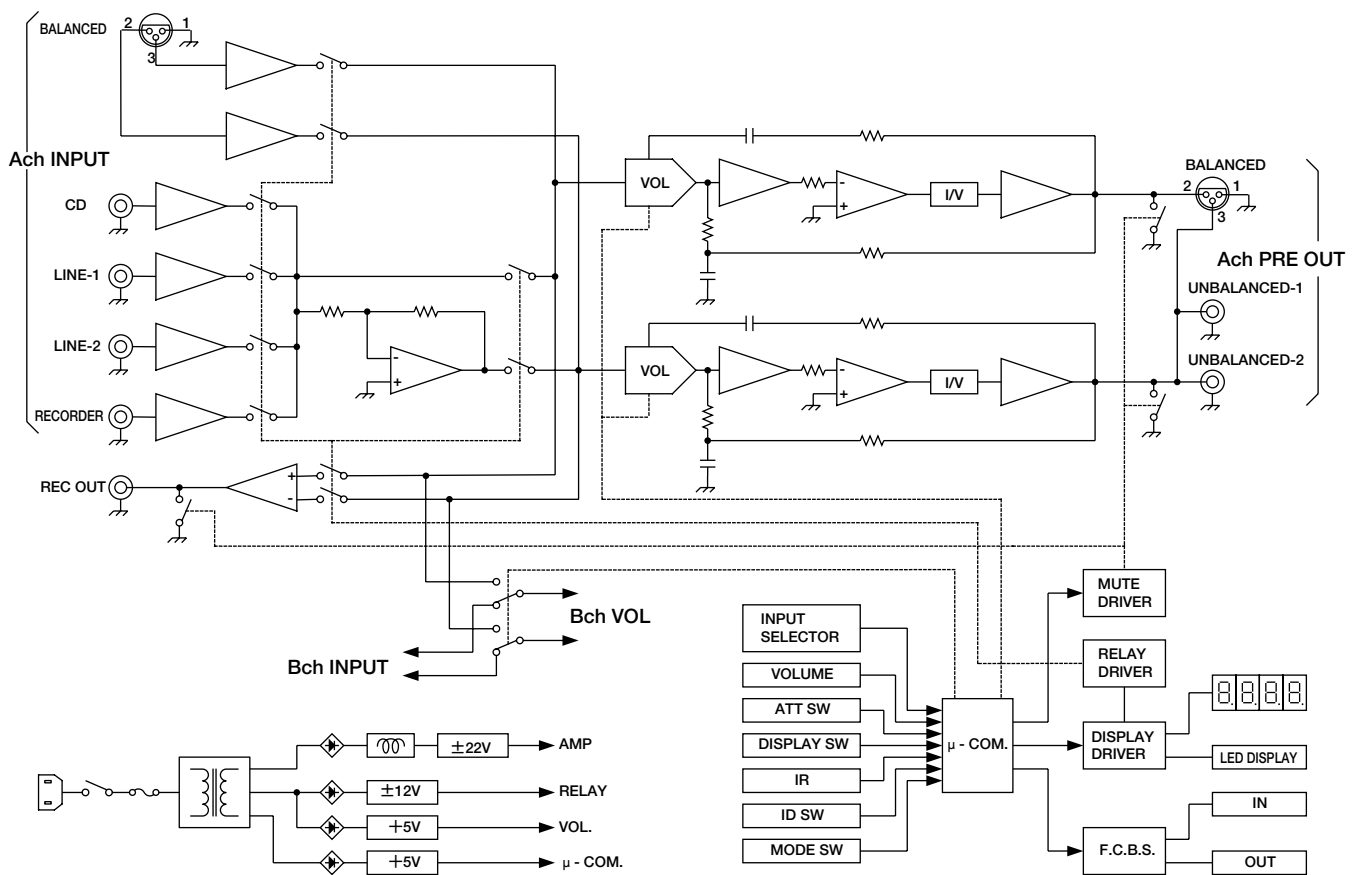 BALANCED
2
1
3
Ach INPUT
CD
LINE-1
LINE-2
RECORDER
REC OUT
-
+
+
-
VOL
-
+
I/V
VOL
-
+
I/V
BALANCED
2
1
3
Ach PRE OUT
UNBALANCED-1
UNBALANCED-2
Bch VOL
Bch INPUT
INPUT
SELECTOR
VOLUME
ATT SW
DISPLAY SW
IR
ID SW
MODE SW
μ - COM.
MUTE
DRIVER
RELAY
DRIVER
DISPLAY
DRIVER
8.8.8.8.
LED DISPLAY
F.C.B.S.
IN
OUT
±22V
AMP
±12V
RELAY
+5V
VOL.
+5V
μ - COM.